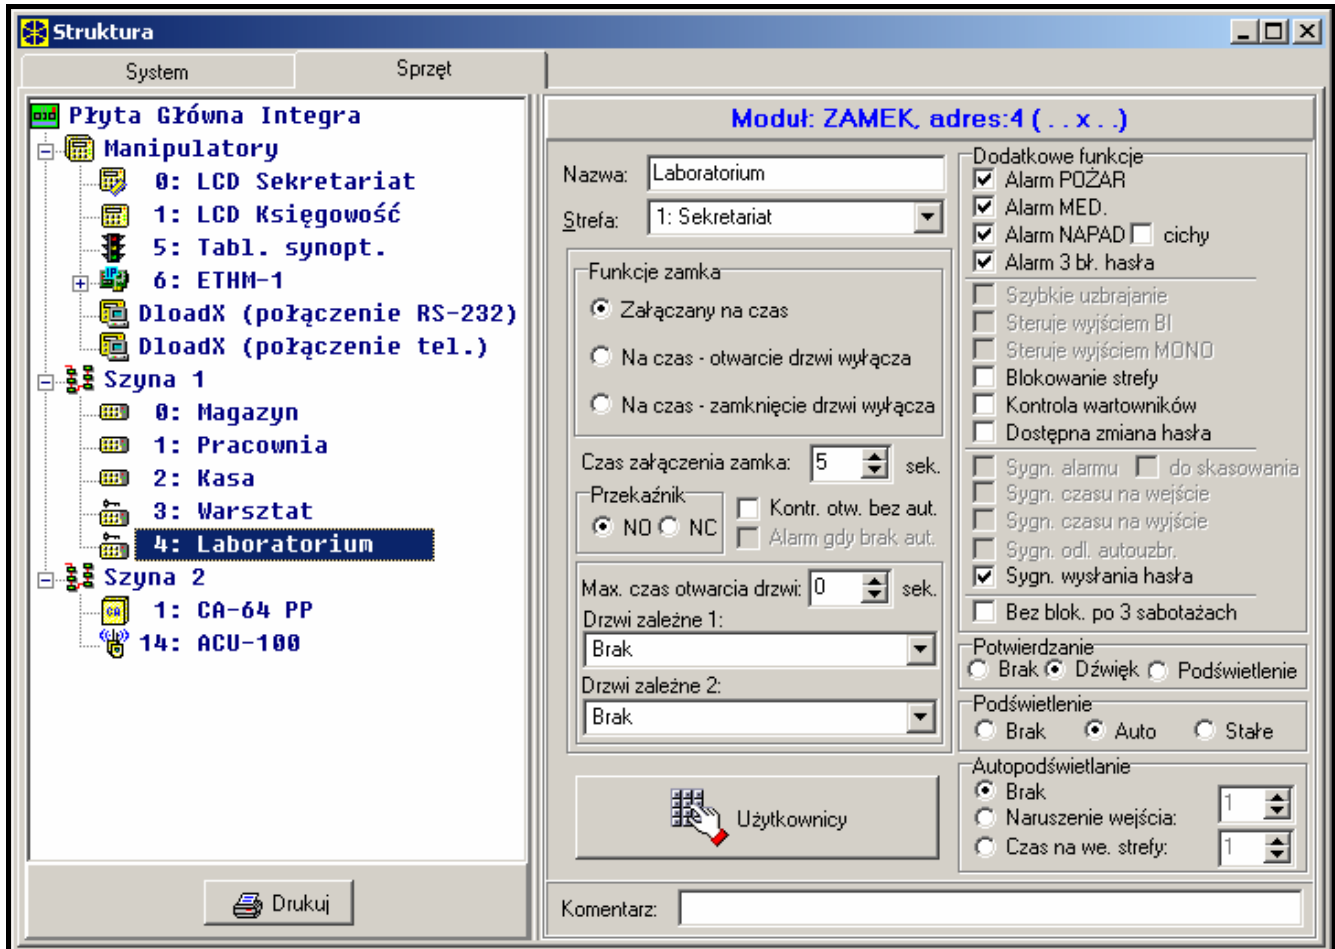 Struktura
System
Sprzęt
Płyta Główna Integra
Manipulatory
0: LCD Sekretariat
1: LCD Księgowość
5: Tabl. synopt.
6: ETHM-1
DloadX (połączenie RS-232)
DloadX (połączenie tel.)
Szyna 1
0: Magazyn
1: Pracownia
2: Kasa
3: Warsztat
4: Laboratorium
Szyna 2
1: CA-64 PP
14: ACU-100
Drukuj
Moduł: ZAMEK, adres:4 ( . . x . .)
Nazwa: Laboratorium
Strefa: 1: Sekretariat
Funkcje zamka
Załączany na czas
Na czas - otwarcie drzwi wyłącza
Na czas - zamknięcie drzwi wyłącza
Czas załączenia zamka: 5 sek.
Przekaźnik
NO NC
Kontr. otw. bez aut.
Alarm gdy brak aut.
Max. czas otwarcia drzwi: 0 sek.
Drzwi zależne 1:
Brak
Drzwi zależne 2:
Brak
Użytkownicy
Dodatkowe funkcje
Alarm POŻAR
Alarm MED.
Alarm NAPAD cichy
Alarm 3 bł. hasła
Szybkie uzbrajanie
Steruje wyjściem BI
Steruje wyjściem MONO
Blokowanie strefy
Kontrola wartowników
Dostępna zmiana hasła
Sygn. alarmu do skasowania
Sygn. czasu na wejście
Sygn. czasu na wyjście
Sygn. odl. autouzbr.
Sygn. wysłania hasła
Bez blok. po 3 sabotażach
Potwierdzanie
Brak Dźwięk Podświetlenie
Podświetlenie
Brak Auto Stałe
Autopodświetlanie
Brak
Naruszenie wejścia: 1
Czas na we. strefy: 1
Komentarz: